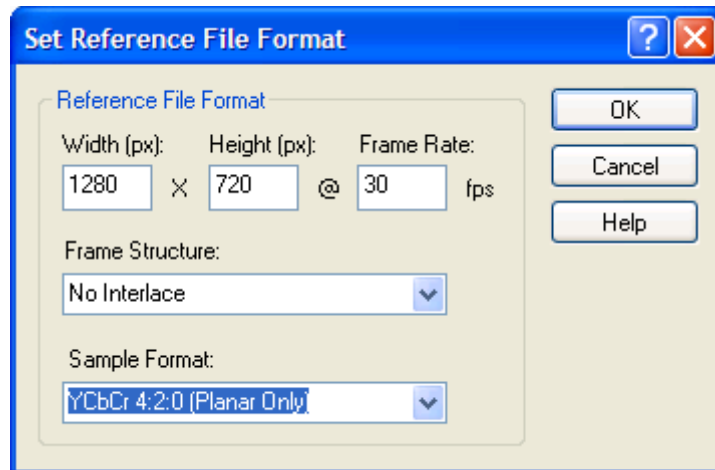 Set Reference File Format
?
Reference File Format
OK
Width (px): Height (px): Frame Rate:
1280 X 720 @ 30 fps
Cancel
Help
Frame Structure:
No Interlace
Sample Format:
YCbCr 4:2:0 (Planar Only)